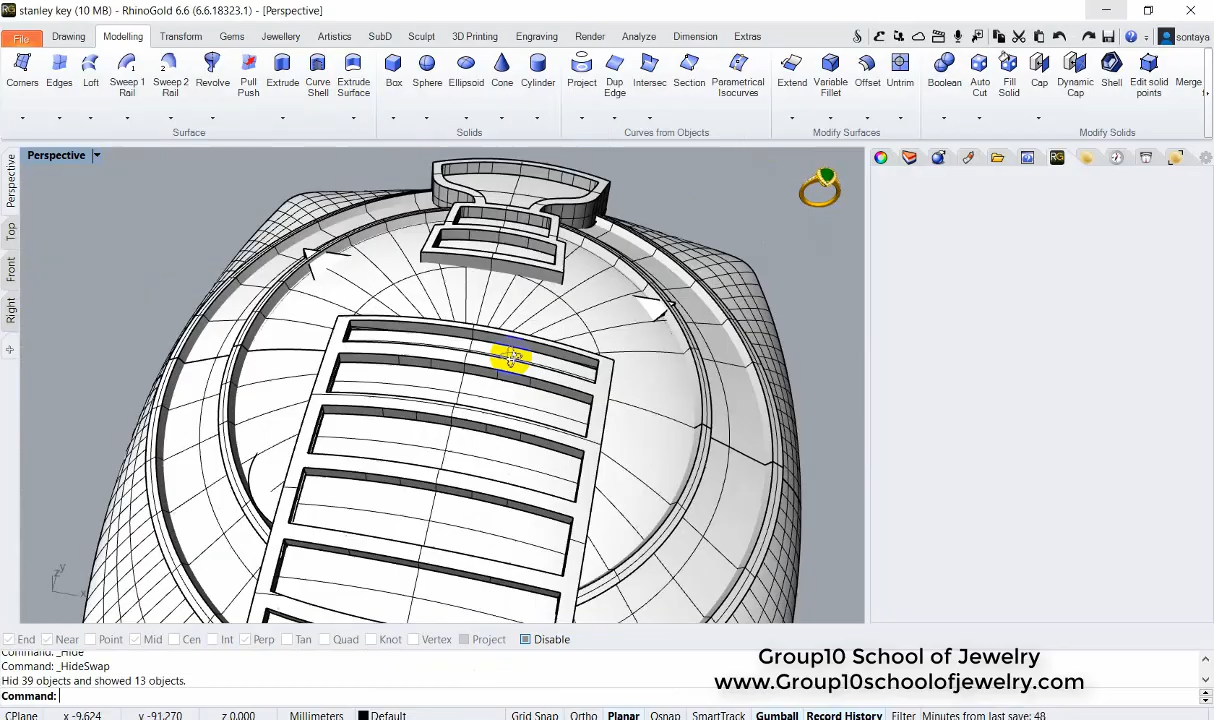 stanley key (10 MB) - RhinoGold 6.6 (6.6.18323.1) - [Perspective]
File Drawing Modelling Transform Gems Jewellery Artistics SubD Sculpt 3D Printing Engraving Render Analyze Dimension Extras sontaya
Corners Edges Loft Sweep 1 Rail Sweep 2 Rail Revolve Pull Push Extrude Curve Shell Extrude Surface Box Sphere Ellipsoid Cone Cylinder Project Dup Edge Intersec Section Parametrical Isocurves Extend Variable Fillet Offset Untrim Boolean Auto Cut Fill Solid Cap Dynamic Cap Shell Edit solid points Merge
Surface Solids Curves from Objects Modify Surfaces Modify Solids
Perspective
Perspective
Top
Front
Right
End Near Point Mid Cen Int Perp Tan Quad Knot Vertex Project Disable
Command: _Hide
Command: _HideSwap
Hid 39 objects and showed 13 objects.
Command:
Group10 School of Jewelry
www.Group10schoolofjewelry.com
CPlane x -9.624 y -91.270 z 0.000 Millimeters Default Grid Snap Ortho Planar Osnap SmartTrack Gumball Record History Filter Minutes from last save: 48